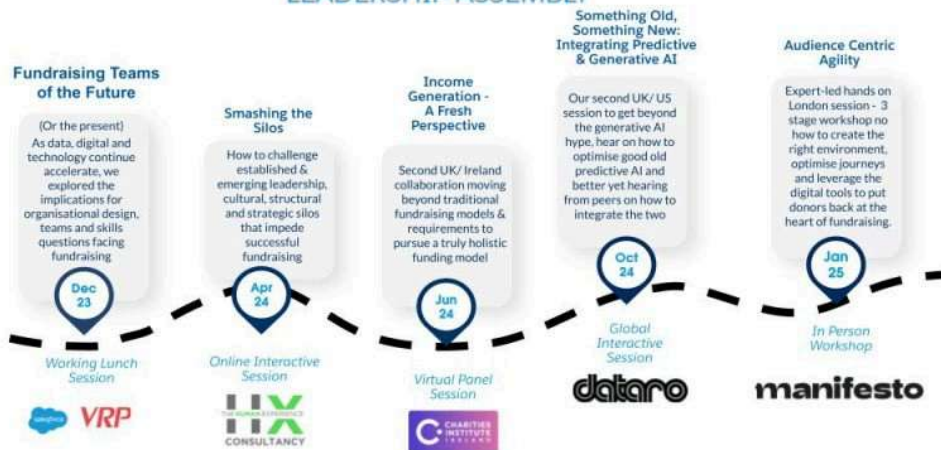 LEADERSHIP ASSEMBLY
Fundraising Teams
of the Future
(Or the present)
As data, digital and
technology continue
accelerate, we
explored the
implications for
organisational design,
teams and skills
questions facing
fundraising
Dec
23
Working Lunch
Session
salesforce
VRP
Smashing the
Silos
How to challenge
established &
emerging leadership,
cultural, structural
and strategic silos
that impede
successful
fundraising
Apr
24
Online Interactive
Session
HX
THE HUMAN EXPERIENCE
CONSULTANCY
Income
Generation -
A Fresh
Perspective
Second UK/ Ireland
collaboration moving
beyond traditional
fundraising models &
requirements to
pursue a truly holistic
funding model
Jun
24
Virtual Panel
Session
CHARITIES
INSTITUTE
IRELAND
Something Old,
Something New:
Integrating Predictive
& Generative AI
Our second UK/ US
session to get beyond
the generative AI
hype, hear on how to
optimise good old
predictive AI and
better yet hearing
from peers on how to
integrate the two
Oct
24
Global
Interactive
Session
dataro
Audience Centric
Agility
Expert-led hands on
London session - 3
stage workshop no
how to create the
right environment,
optimise journeys
and leverage the
digital tools to put
donors back at the
heart of fundraising.
Jan
25
In Person
Workshop
manifesto